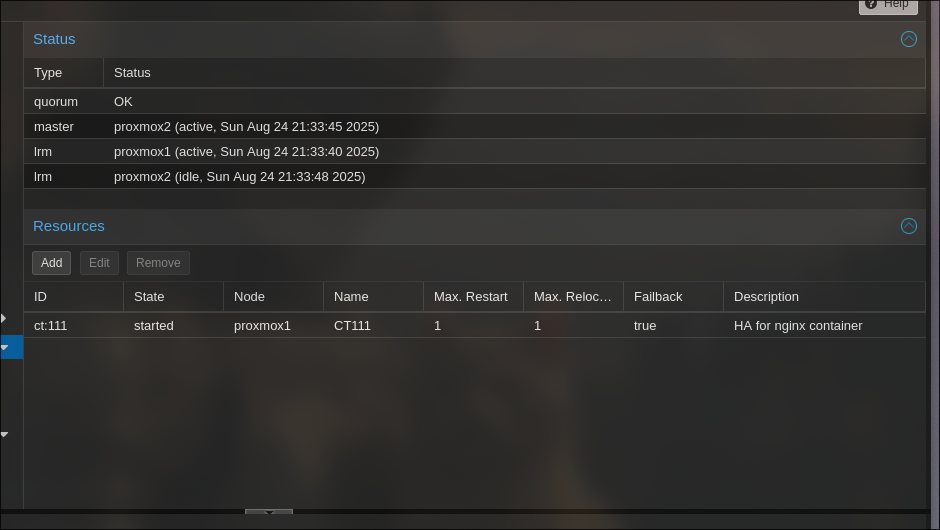 Help
Status
Type Status
quorum OK
master proxmox2 (active, Sun Aug 24 21:33:45 2025)
lrm proxmox1 (active, Sun Aug 24 21:33:40 2025)
lrm proxmox2 (idle, Sun Aug 24 21:33:48 2025)
Resources
Add Edit Remove
ID State Node Name Max. Restart Max. Reloc… Failback Description
ct:111 started proxmox1 CT111 1 1 true HA for nginx container